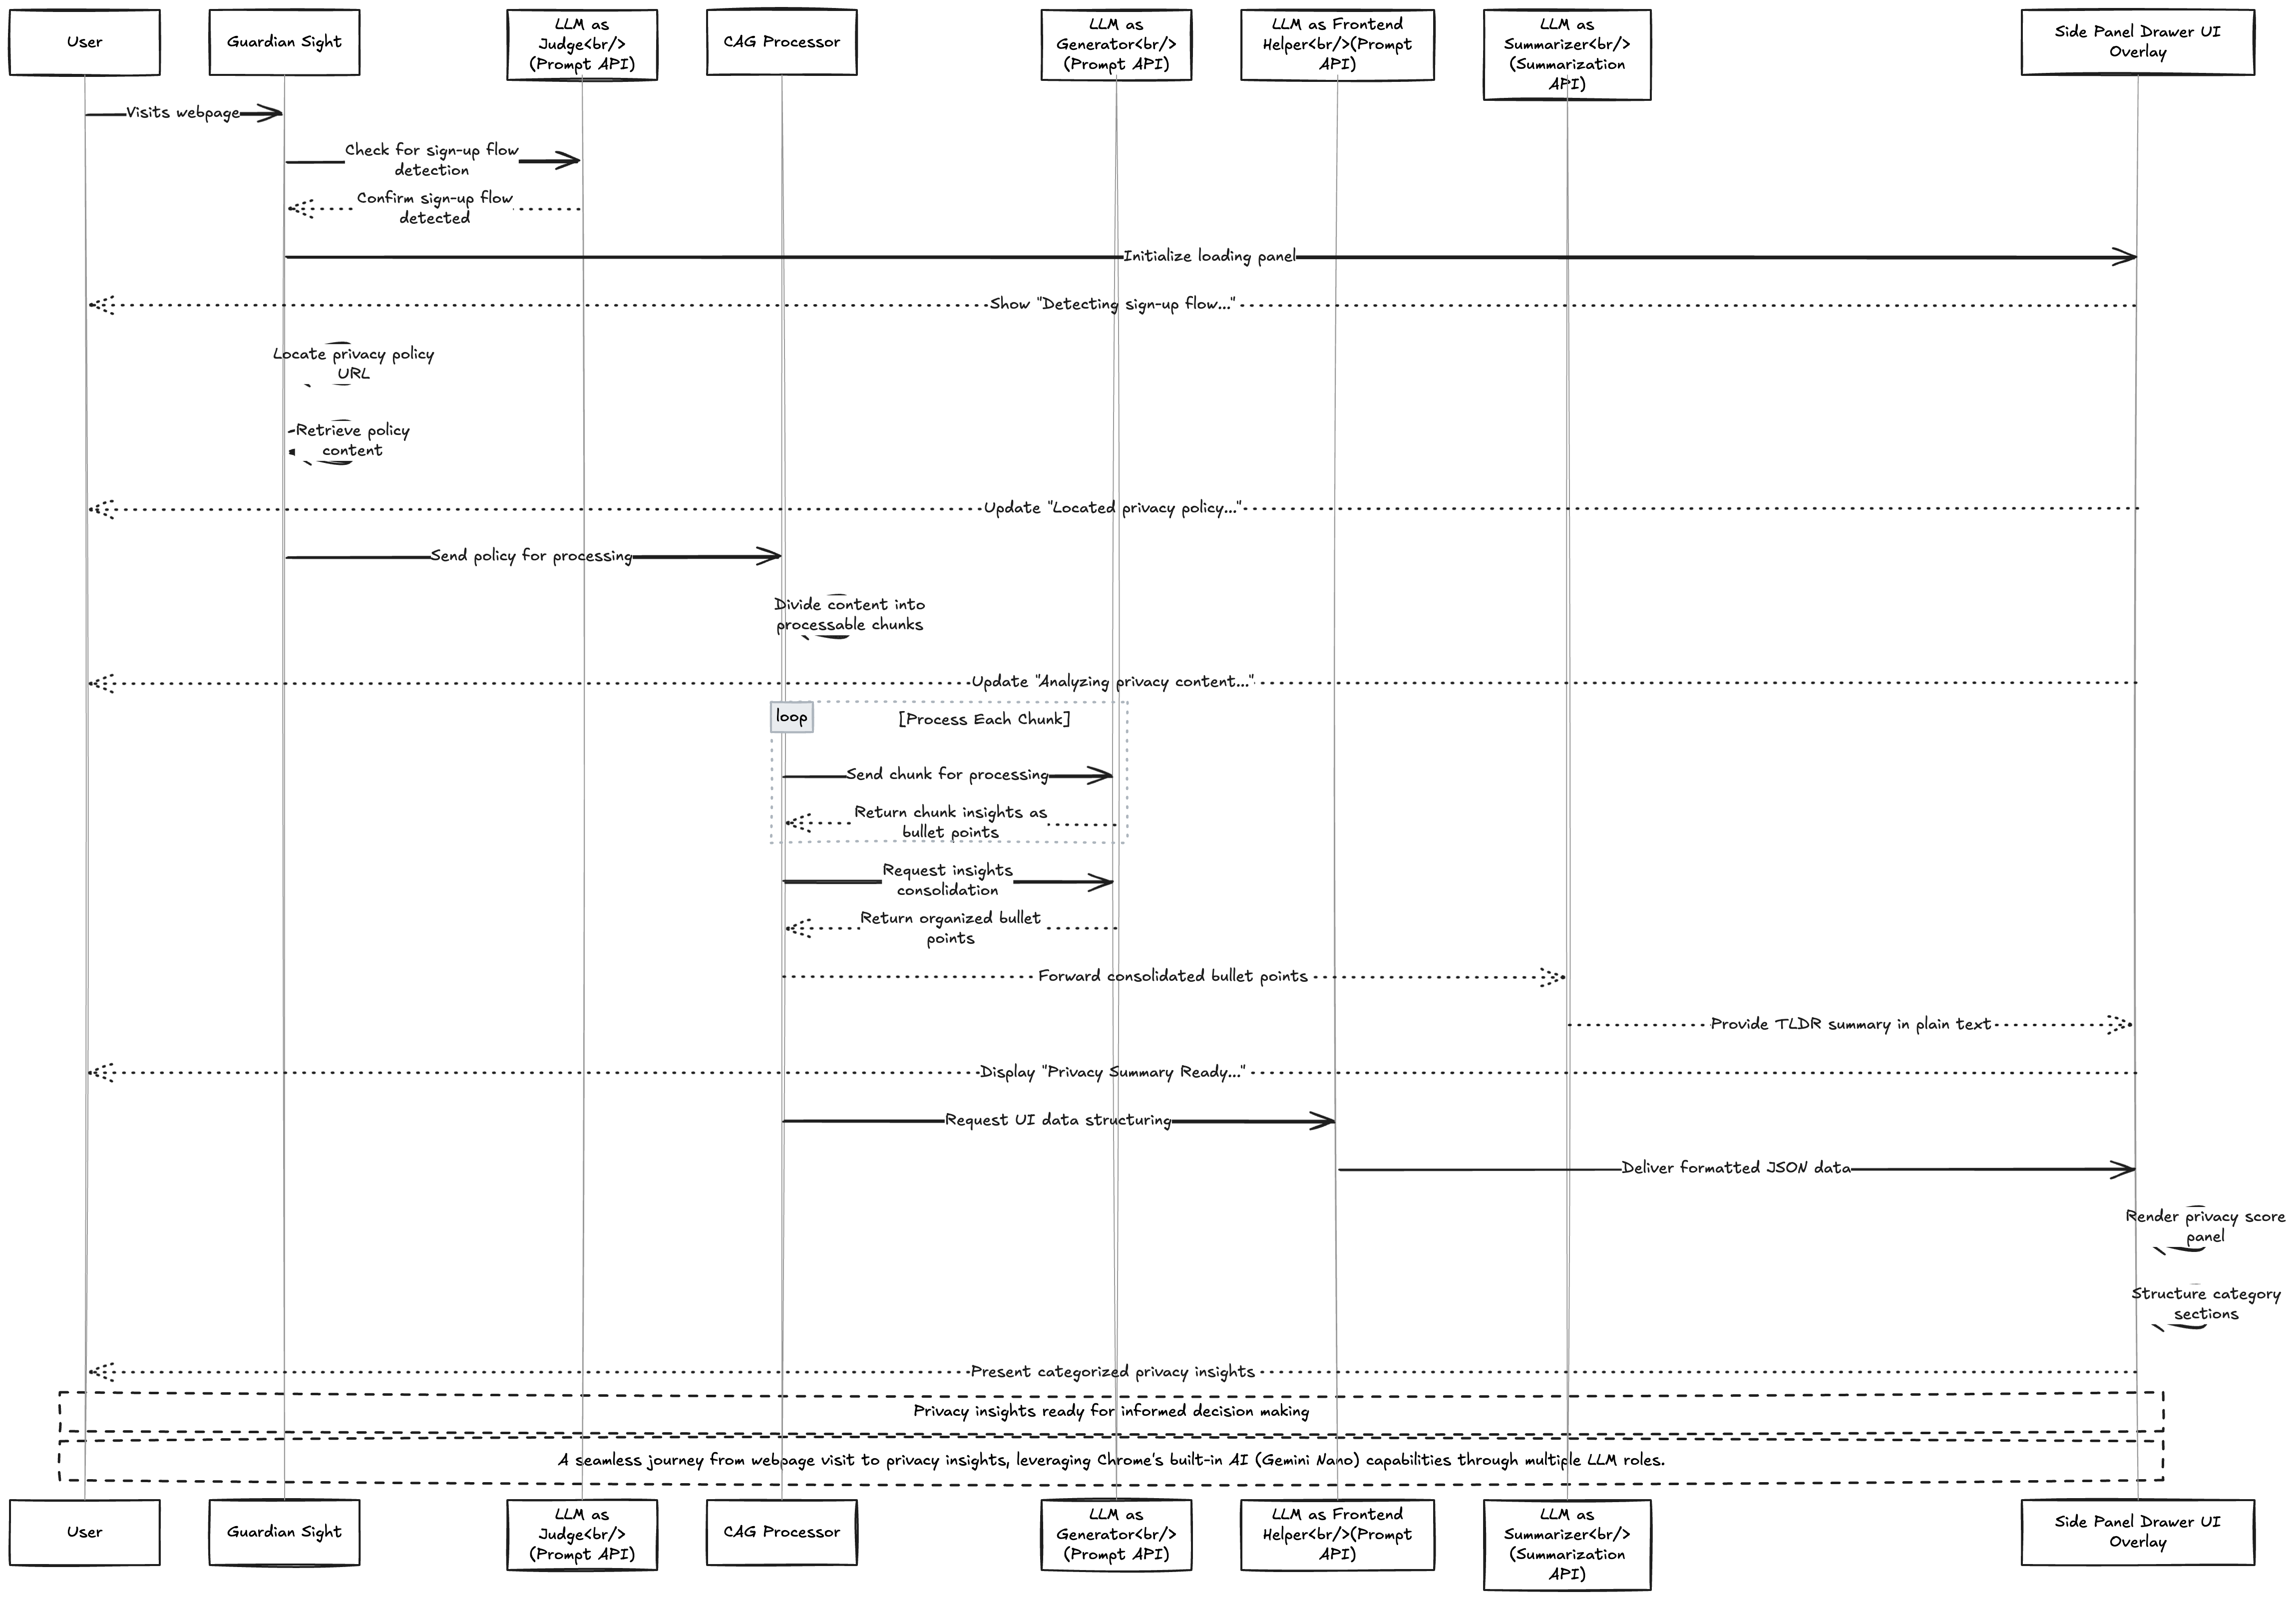 User
Guardian Sight
LLM as
Judge<br/>
(Prompt API)
CAG Processor
LLM as
Generator<br/>
(Prompt API)
LLM as Frontend
Helper<br/>(Prompt
API)
LLM as
Summarizer<br/>
(Summarization
API)
Side Panel Drawer UI
Overlay
Visits webpage
Check for sign-up flow
detection
Confirm sign-up flow
detected
Initialize loading panel
Show "Detecting sign-up flow..."
Locate privacy policy
URL
Retrieve policy
content
Update "Located privacy policy..."
Send policy for processing
Divide content into
processable chunks
Update "Analyzing privacy content..."
loop
[Process Each Chunk]
Send chunk for processing
Return chunk insights as
bullet points
Request insights
consolidation
Return organized bullet
points
Forward consolidated bullet points
Provide TLDR summary in plain text
Display "Privacy Summary Ready..."
Request UI data structuring
Deliver formatted JSON data
Render privacy score
panel
Structure category
sections
Present categorized privacy insights
Privacy insights ready for informed decision making
A seamless journey from webpage visit to privacy insights, leveraging Chrome's built-in AI (Gemini Nano) capabilities through multiple LLM roles.
User
Guardian Sight
LLM as
Judge<br/>
(Prompt API)
CAG Processor
LLM as
Generator<br/>
(Prompt API)
LLM as Frontend
Helper<br/>(Prompt
API)
LLM as
Summarizer<br/>
(Summarization
API)
Side Panel Drawer UI
Overlay